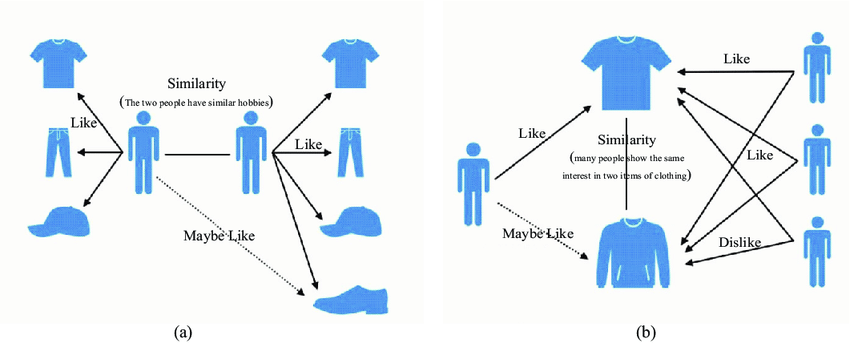 Similarity
(The two people have similar hobbies)
Like
Like
Maybe Like
(a)
Like
Like
Similarity
(many people show the same
interest in two items of clothing)
Like
Maybe Like
Dislike
(b)